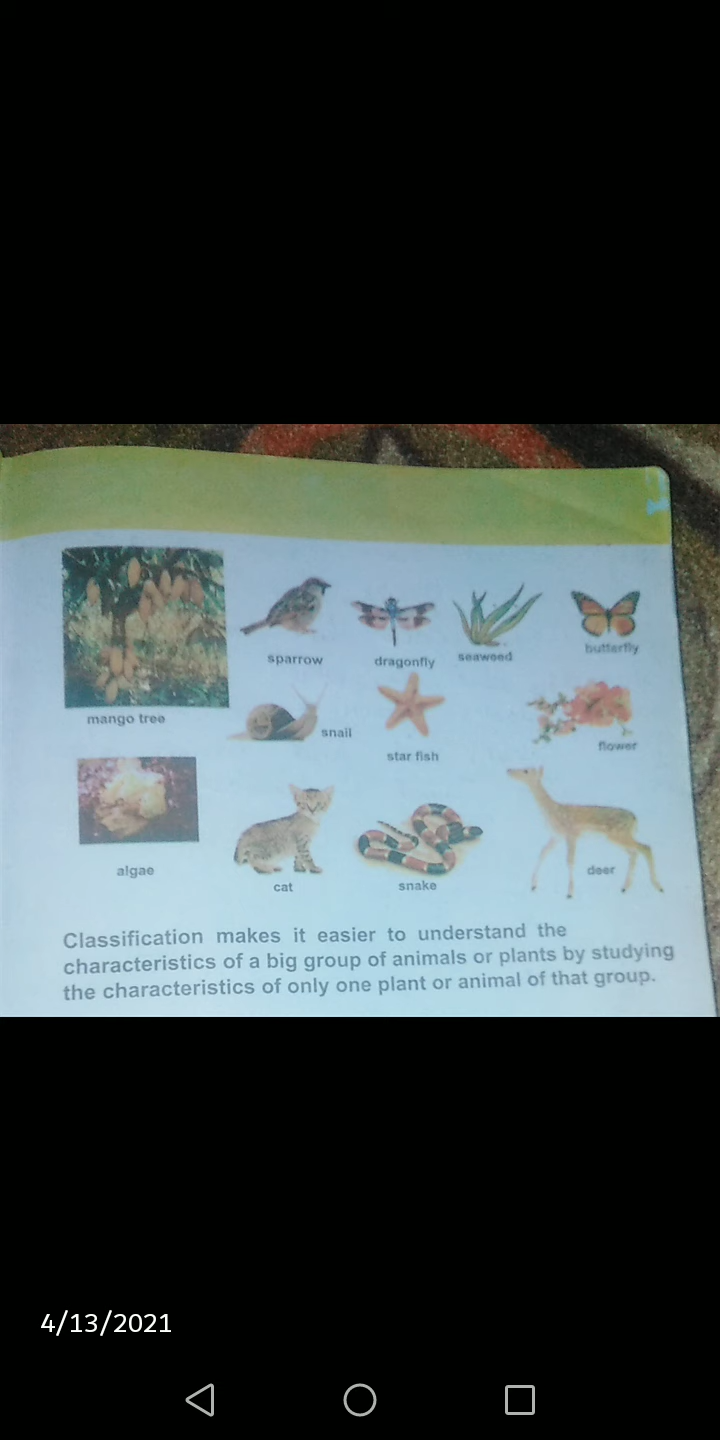 sparrow
dragonfly
seaweed
butterfly
mango tree
snail
star fish
flower
algae
cat
snake
deer
Classification makes it easier to understand the
characteristics of a big group of animals or plants by studying
the characteristics of only one plant or animal of that group.
4/13/2021